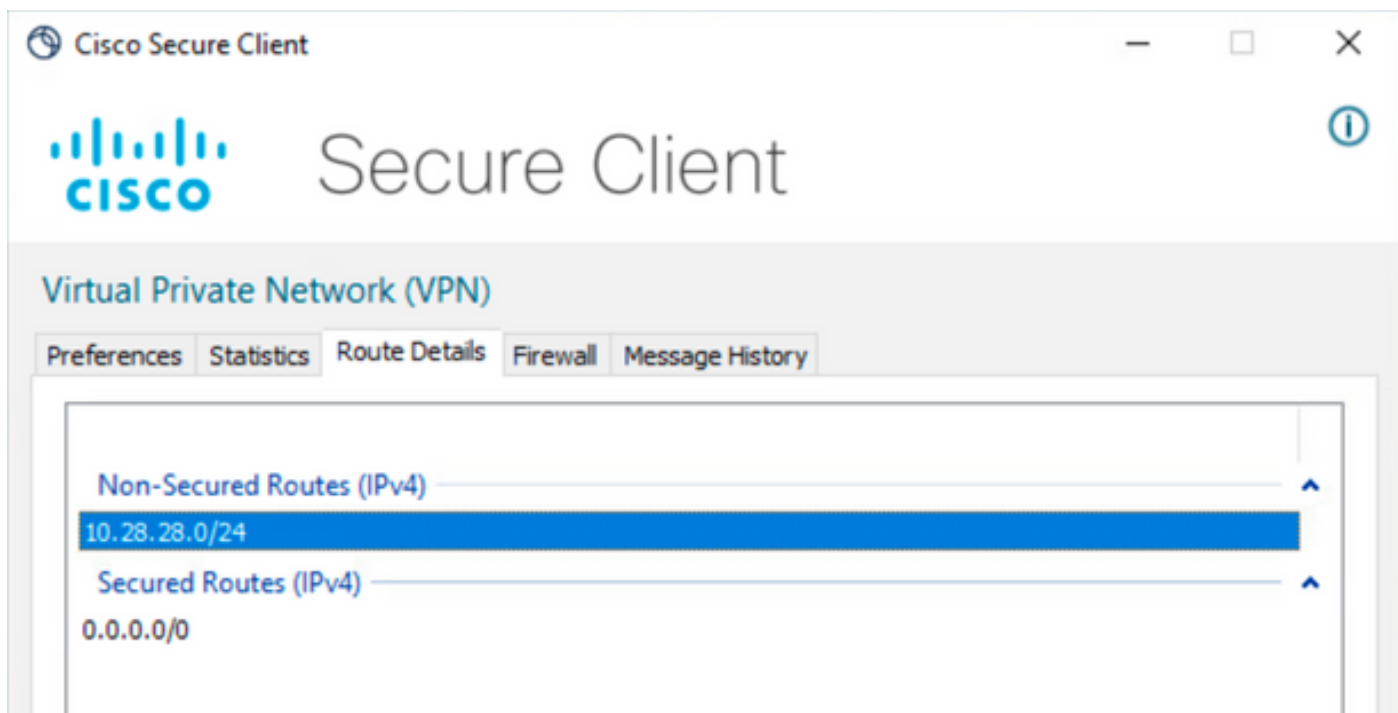 Cisco Secure Client
CISCO
Secure Client
Virtual Private Network (VPN)
Preferences Statistics Route Details Firewall Message History
Non-Secured Routes (IPv4)
10.28.28.0/24
Secured Routes (IPv4)
0.0.0.0/0